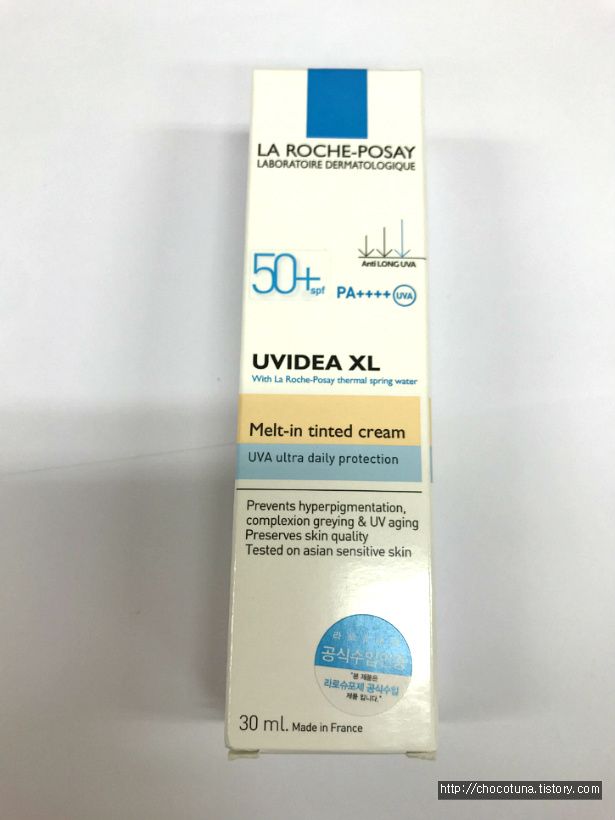 LA ROCHE-POSAY
LABORATOIRE DERMATOLOGIQUE
Anti LONG UVA
50+ spf
PA++++ UVA
UVIDEA XL
With La Roche-Posay thermal spring water
Melt-in tinted cream
UVA ultra daily protection
Prevents hyperpigmentation,
complexion greying & UV aging
Preserves skin quality
Tested on asian sensitive skin
공식수입인증
"본 제품은
라로슈포제 공식수입
제품 입니다."
30 ml. Made in France
http://chocotuna.tistory.com